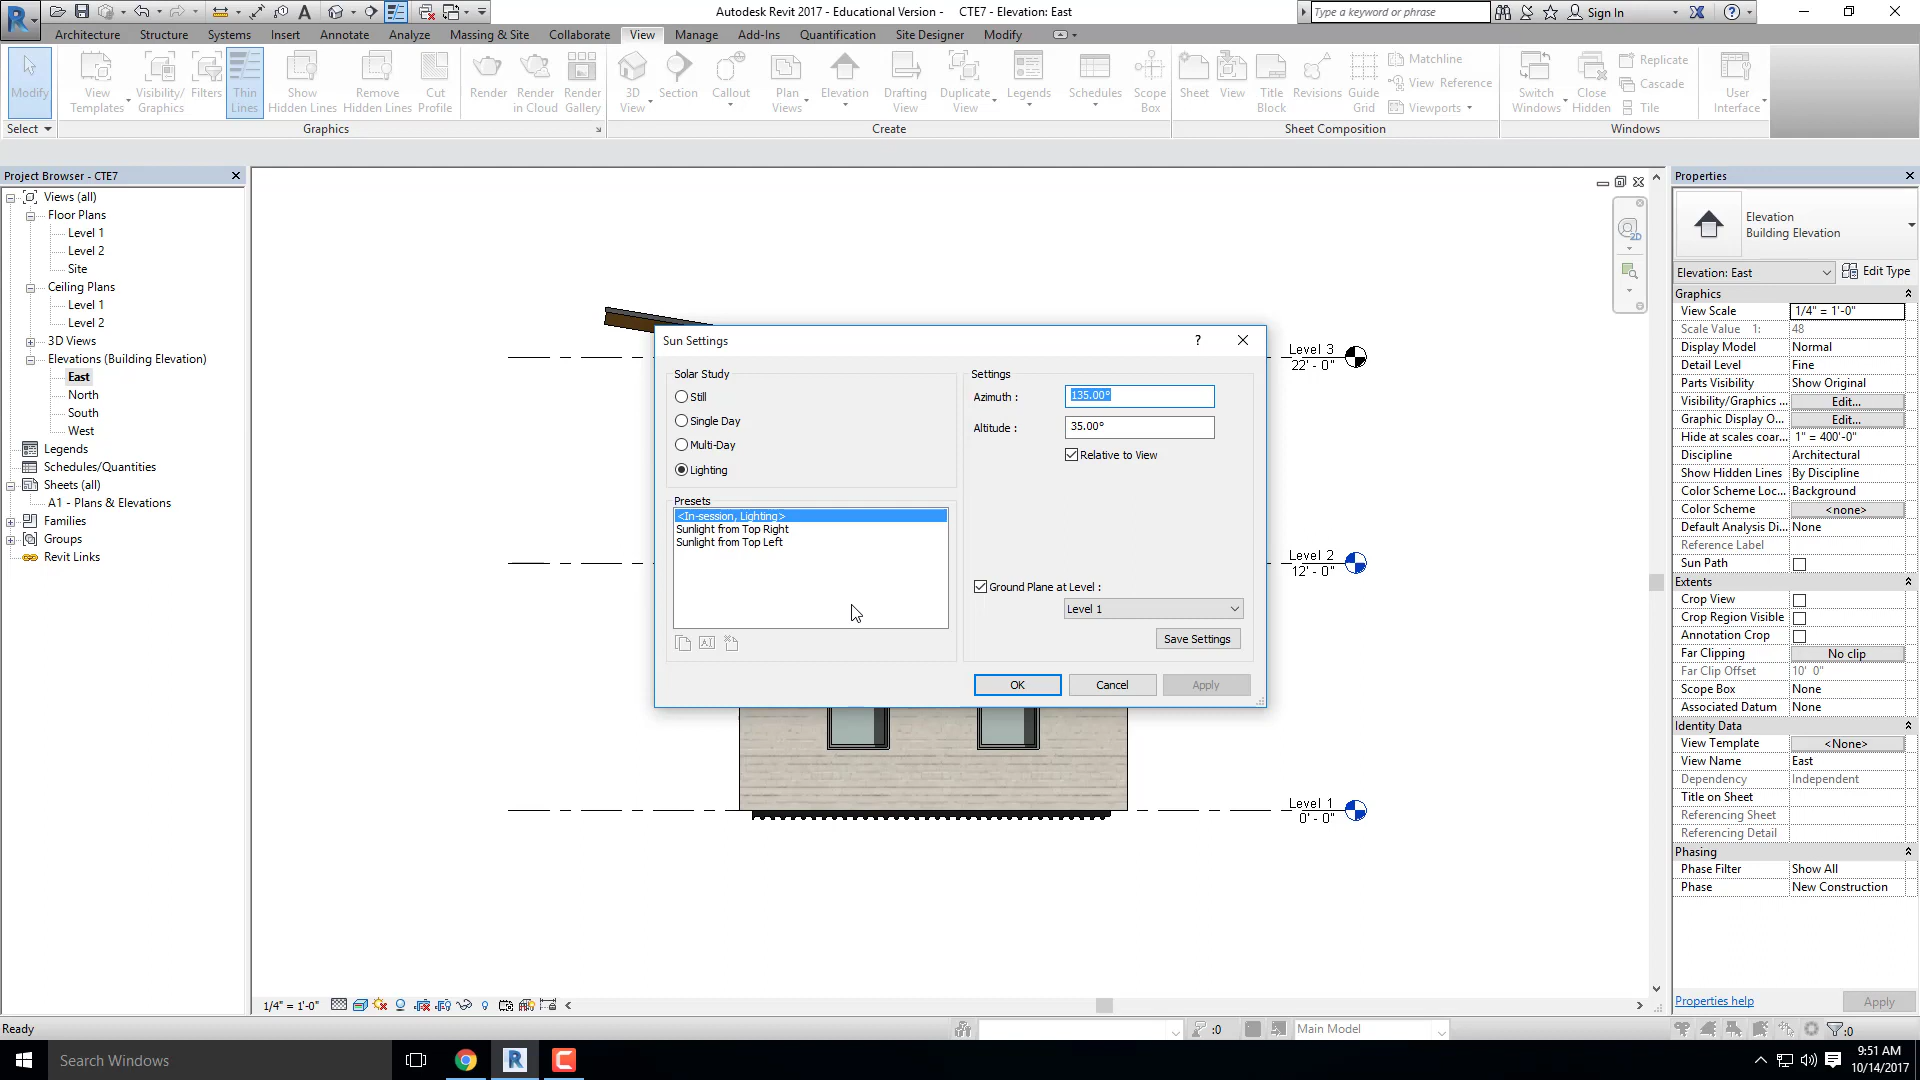 Autodesk Revit 2017 - Educational Version - CTE7 - Elevation: East
Type a keyword or phrase
Sign In
Architecture Structure Systems Insert Annotate Analyze Massing & Site Collaborate View Manage Add-Ins Quantification Site Designer Modify
Modify
View Templates
Visibility/ Graphics
Filters
Thin Lines
Show Hidden Lines
Remove Hidden Lines
Cut Profile
Render
Render in Cloud
Render Gallery
3D View
Section
Callout
Plan Views
Elevation
Drafting View
Duplicate View
Legends
Schedules
Scope Box
Sheet
View
Title Block
Revisions
Guide Grid
Matchline
View Reference
Viewports
Switch Windows
Close Hidden
Replicate
Cascade
Tile
User Interface
Select
Graphics
Create
Sheet Composition
Windows
Project Browser - CTE7
Views (all)
Floor Plans
Level 1
Level 2
Site
Ceiling Plans
Level 1
Level 2
3D Views
Elevations (Building Elevation)
East
North
South
West
Legends
Schedules/Quantities
Sheets (all)
A1 - Plans & Elevations
Families
Groups
Revit Links
Level 3
22' - 0"
Level 2
12' - 0"
Level 1
0' - 0"
2D
Sun Settings
?
Solar Study
Still
Single Day
Multi-Day
Lighting
Presets
<In-session, Lighting>
Sunlight from Top Right
Sunlight from Top Left
Settings
Azimuth : 135.00°
Altitude : 35.00°
Relative to View
Ground Plane at Level :
Level 1
Save Settings
OK Cancel Apply
Properties
Elevation
Building Elevation
Elevation: East Edit Type
Graphics
View Scale 1/4" = 1'-0"
Scale Value 1: 48
Display Model Normal
Detail Level Fine
Parts Visibility Show Original
Visibility/Graphics ... Edit...
Graphic Display O... Edit...
Hide at scales coar... 1" = 400'-0"
Discipline Architectural
Show Hidden Lines By Discipline
Color Scheme Loc... Background
Color Scheme <none>
Default Analysis Di... None
Reference Label
Sun Path
Extents
Crop View
Crop Region Visible
Annotation Crop
Far Clipping No clip
Far Clip Offset 10' 0"
Scope Box None
Associated Datum None
Identity Data
View Template <None>
View Name East
Dependency Independent
Title on Sheet
Referencing Sheet
Referencing Detail
Phasing
Phase Filter Show All
Phase New Construction
Properties help Apply
1/4" = 1'-0"
Ready
:0
Main Model
:0
Search Windows
9:51 AM
10/14/2017